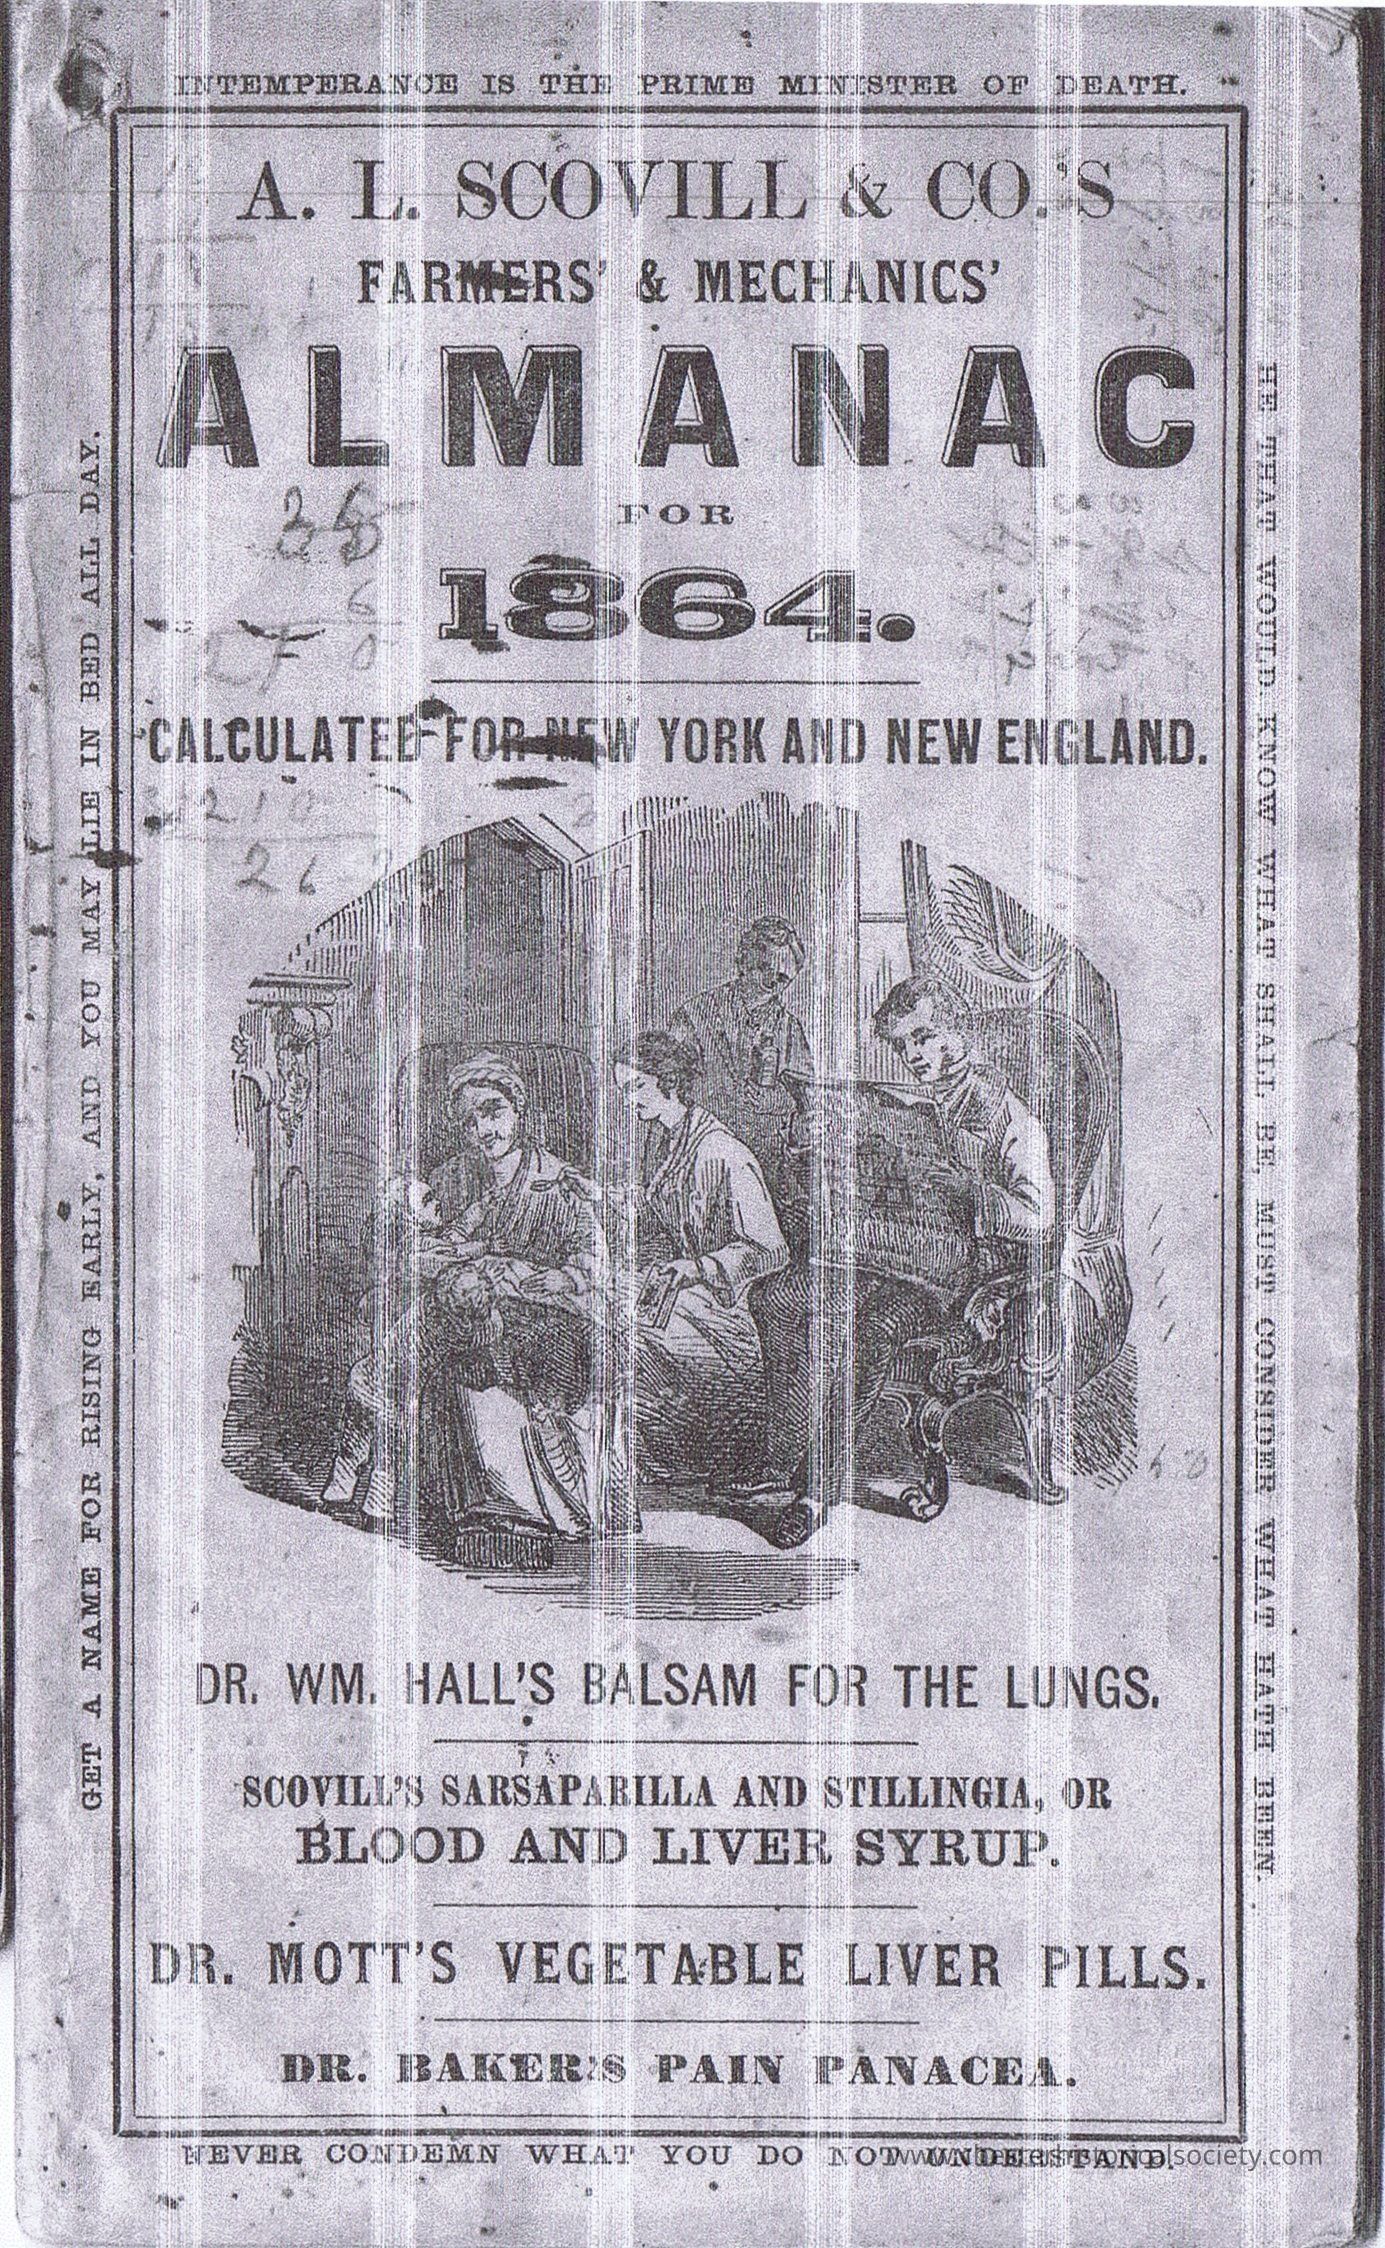 INTEMPERANCE IS THE PRIME MINISTER OF DEATH.
A. L. SCOVILL & CO.'S
FARMERS' & MECHANICS'
ALMANAC
FOR
1864.
CALCULATED FOR NEW YORK AND NEW ENGLAND.
DR. WM. HALL'S BALSAM FOR THE LUNGS.
SCOVILL'S SARSAPARILLA AND STILLINGIA, OR
BLOOD AND LIVER SYRUP.
DR. MOTT'S VEGETABLE LIVER PILLS.
DR. BAKER'S PAIN PANACEA.
NEVER CONDEMN WHAT YOU DO NOT UNDERSTAND.
GET A NAME FOR RISING EARLY, AND YOU MAY LIE IN BED ALL DAY.
HE THAT WOULD KNOW WHAT SHALL BE, MUST CONSIDER WHAT HATH BEEN.
6
0
210
26